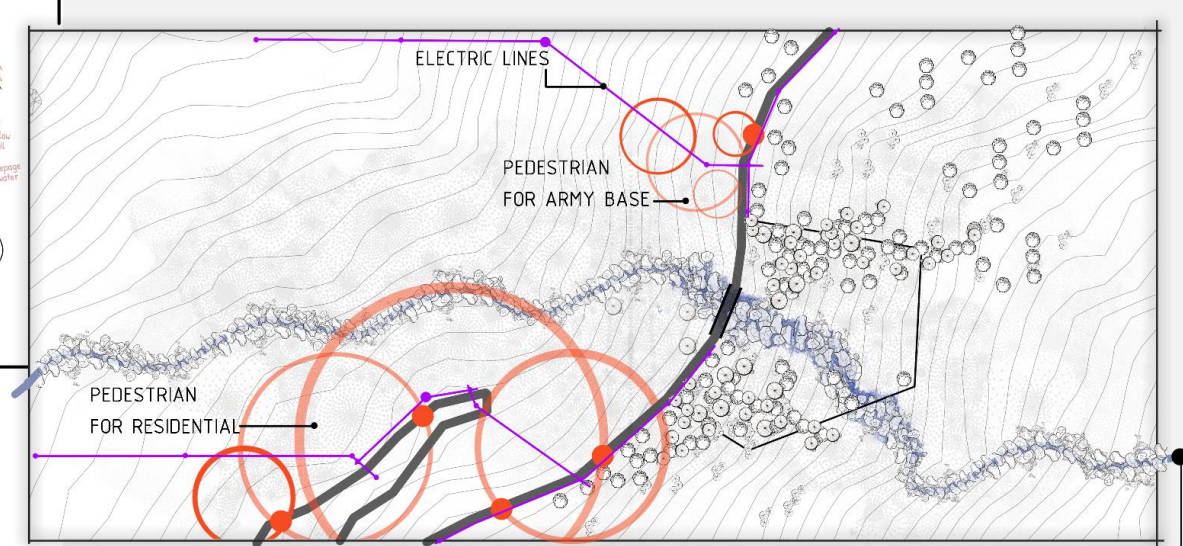 ELECTRIC LINES
PEDESTRIAN
FOR ARMY BASE
PEDESTRIAN
FOR RESIDENTIAL